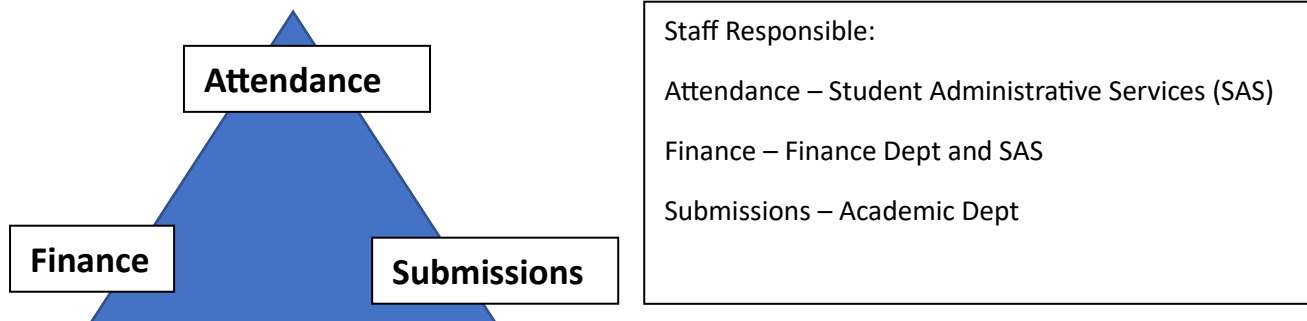 Attendance
Finance
Submissions
Staff Responsible:
Attendance – Student Administrative Services (SAS)
Finance – Finance Dept and SAS
Submissions – Academic Dept